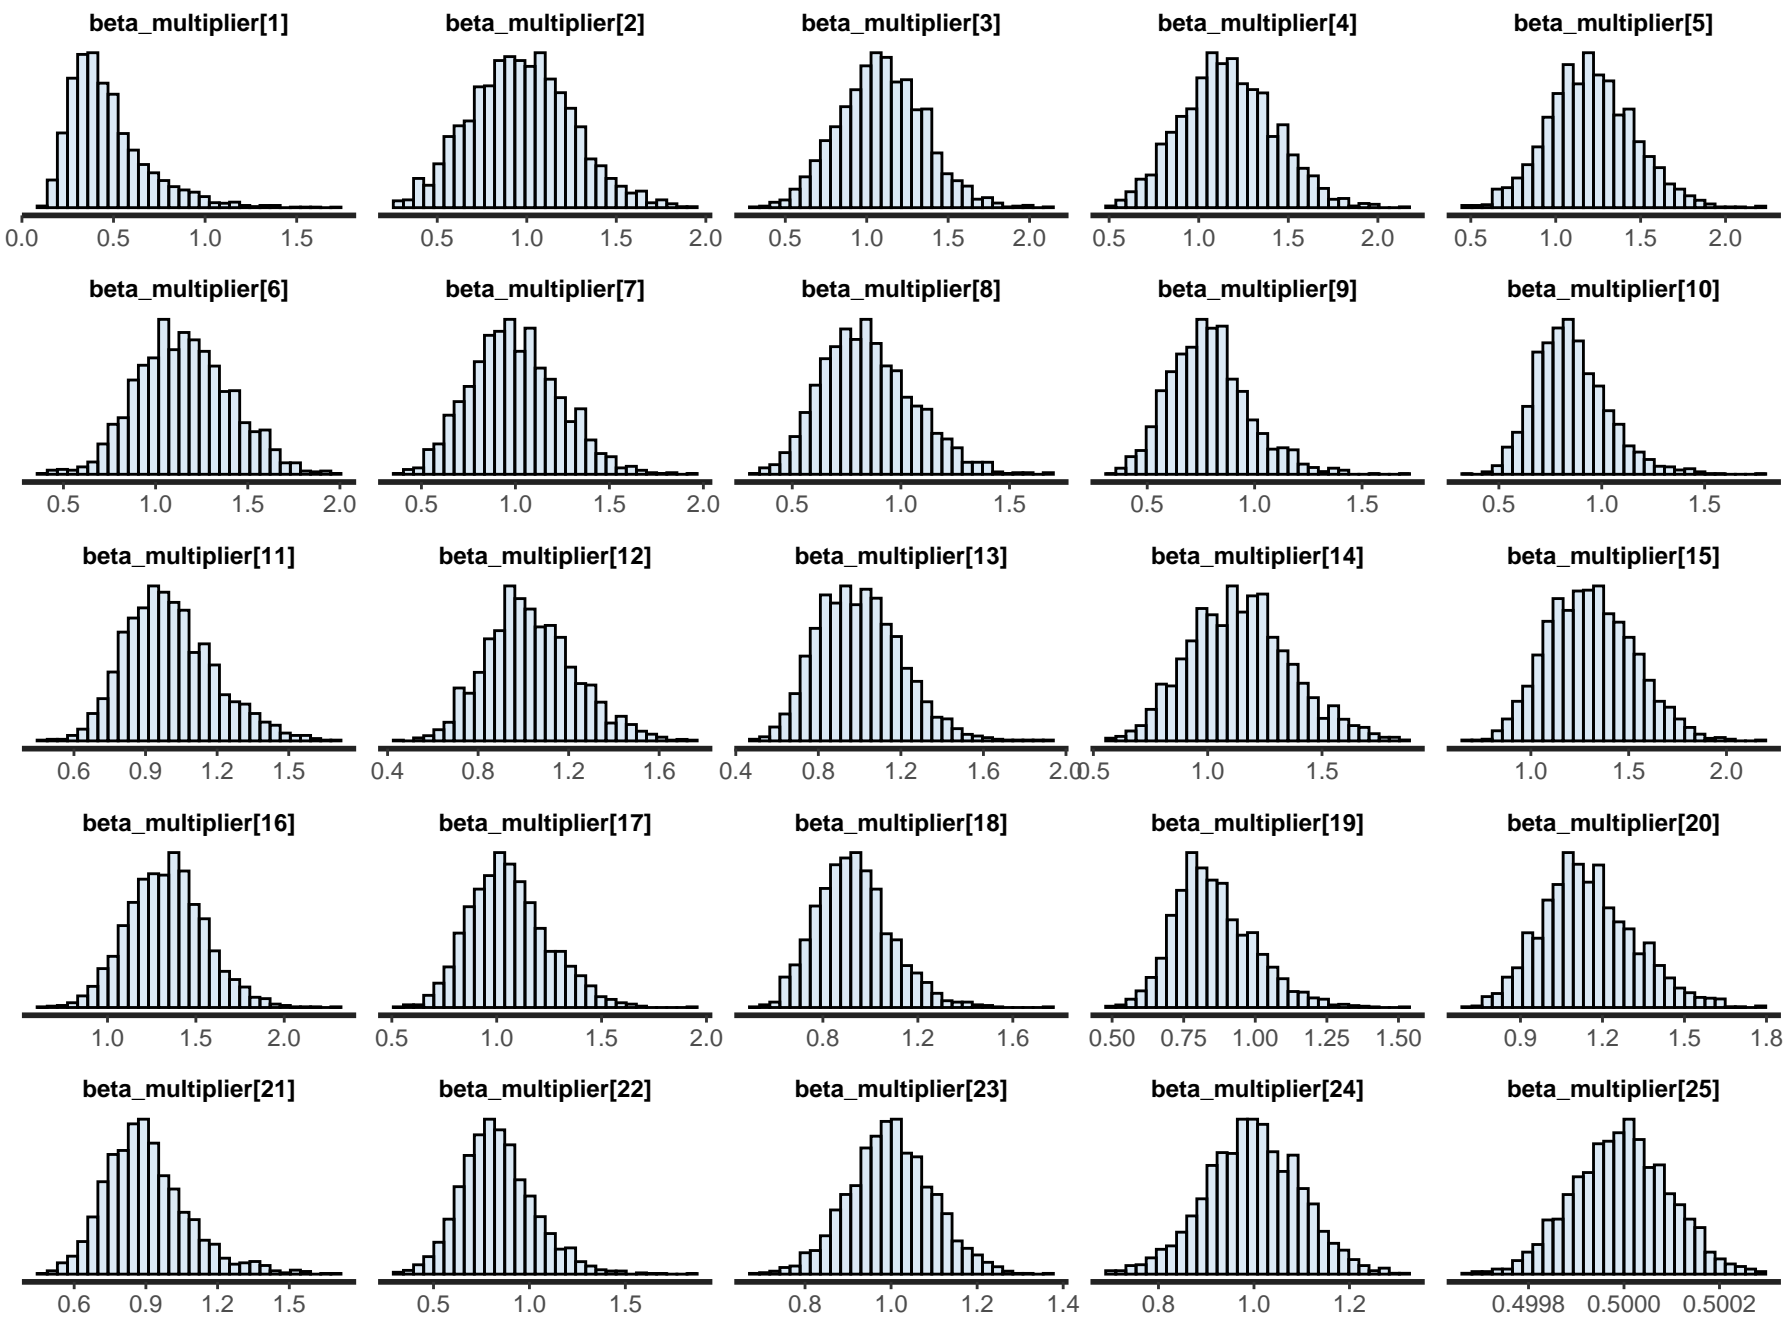 beta_multiplier[1] beta_multiplier[2] beta_multiplier[3] beta_multiplier[4] beta_multiplier[5]
0.0 0.5 1.0 1.5 0.5 1.0 1.5 2.0 0.5 1.0 1.5 2.0 0.5 1.0 1.5 2.0 0.5 1.0 1.5 2.0
beta_multiplier[6] beta_multiplier[7] beta_multiplier[8] beta_multiplier[9] beta_multiplier[10]
0.5 1.0 1.5 2.0 0.5 1.0 1.5 2.0 0.5 1.0 1.5 0.5 1.0 1.5 0.5 1.0 1.5
beta_multiplier[11] beta_multiplier[12] beta_multiplier[13] beta_multiplier[14] beta_multiplier[15]
0.6 0.9 1.2 1.5 0.4 0.8 1.2 1.6 0.4 0.8 1.2 1.6 2.0 0.5 1.0 1.5 1.0 1.5 2.0
beta_multiplier[16] beta_multiplier[17] beta_multiplier[18] beta_multiplier[19] beta_multiplier[20]
1.0 1.5 2.0 0.5 1.0 1.5 2.0 0.8 1.2 1.6 0.50 0.75 1.00 1.25 1.50 0.9 1.2 1.5 1.8
beta_multiplier[21] beta_multiplier[22] beta_multiplier[23] beta_multiplier[24] beta_multiplier[25]
0.6 0.9 1.2 1.5 0.5 1.0 1.5 0.8 1.0 1.2 1.4 0.8 1.0 1.2 0.4998 0.5000 0.5002